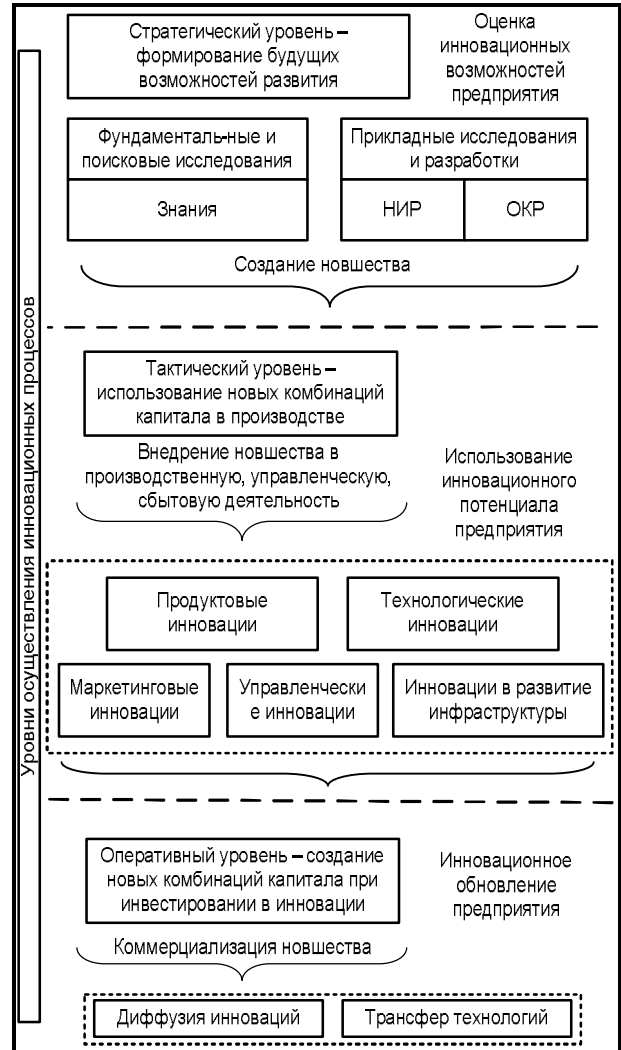 Стратегический уровень –
формирование будущих
возможностей развития
Оценка
инновационных
возможностей
предприятия
Фундаменталь-ные и
поисковые исследования
Знания
Прикладные исследования
и разработки
НИР
ОКР
Создание новшества
Уровни осуществления инновационных процессов
Тактический уровень –
использование новых комбинаций
капитала в производстве
Внедрение новшества в
производственную, управленческую,
сбытовую деятельность
Использование
инновационного
потенциала
предприятия
Продуктовые
инновации
Технологические
инновации
Маркетинговые
инновации
Управленчески
е инновации
Инновации в развитие
инфраструктуры
Оперативный уровень – создание
новых комбинаций капитала при
инвестировании в инновации
Инновационное
обновление
предприятия
Коммерциализация новшества
Диффузия инноваций
Трансфер технологий